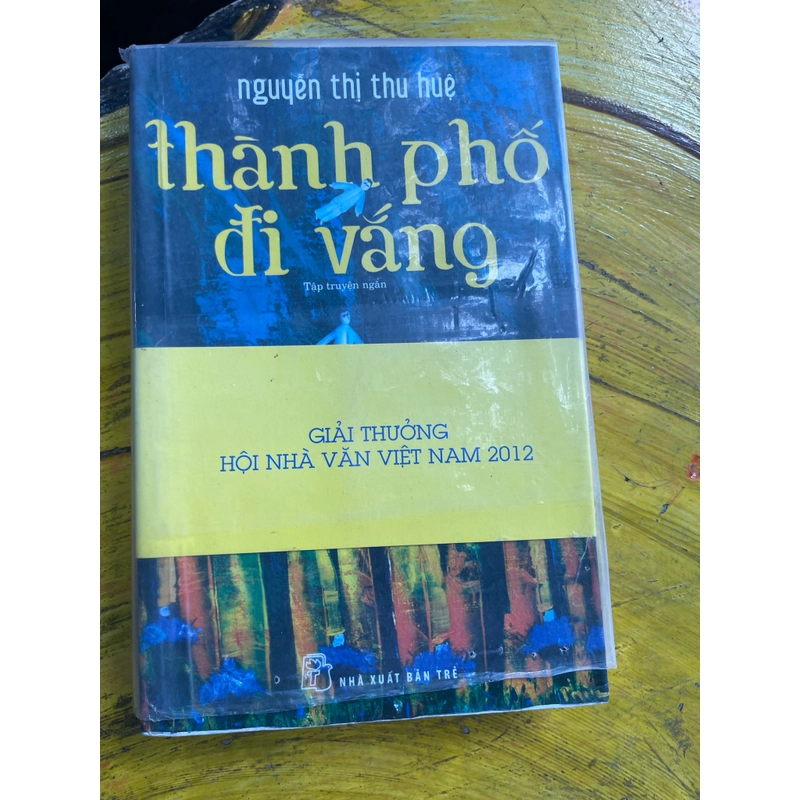 nguyễn thị thu huệ
thành phố
đi vắng
Tập truyện ngắn
GIẢI THƯỞNG
HỘI NHÀ VĂN VIỆT NAM 2012
NHÀ XUẤT BẢN TRẺ